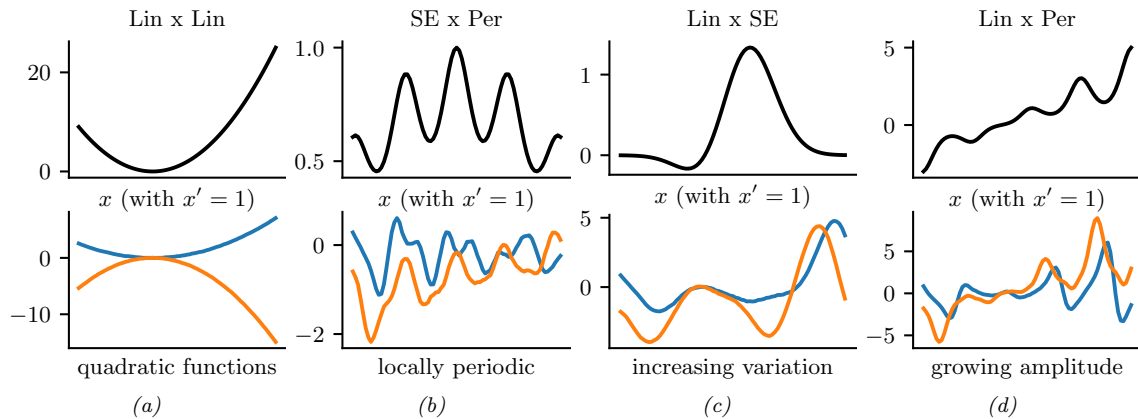 Lin x Lin
SE x Per
Lin x SE
Lin x Per
20
0
1.0
0.5
1
0
5
0
x (with x′ = 1)
x (with x′ = 1)
x (with x′ = 1)
x (with x′ = 1)
0
−10
0
−2
5
0
5
0
−5
quadratic functions
locally periodic
increasing variation
growing amplitude
(a)
(b)
(c)
(d)